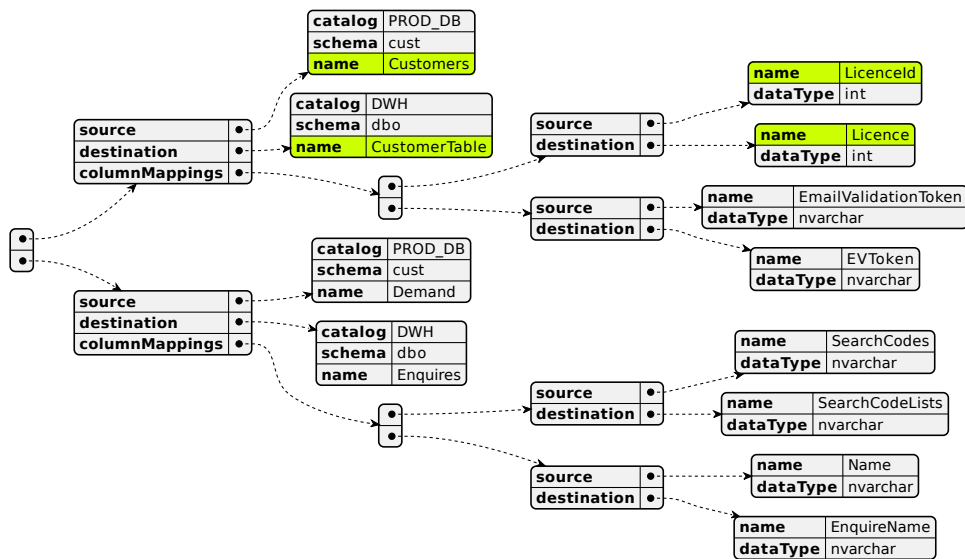 catalog PROD_DB
schema cust
name Customers
catalog DWH
schema dbo
name CustomerTable
source
destination
columnMappings
name LicenceId
dataType int
source
destination
name Licence
dataType int
name EmailValidationToken
dataType nvarchar
source
destination
name EVToken
dataType nvarchar
catalog PROD_DB
schema cust
name Demand
source
destination
columnMappings
catalog DWH
schema dbo
name Enquires
name SearchCodes
dataType nvarchar
source
destination
name SearchCodeLists
dataType nvarchar
name Name
dataType nvarchar
source
destination
name EnquireName
dataType nvarchar